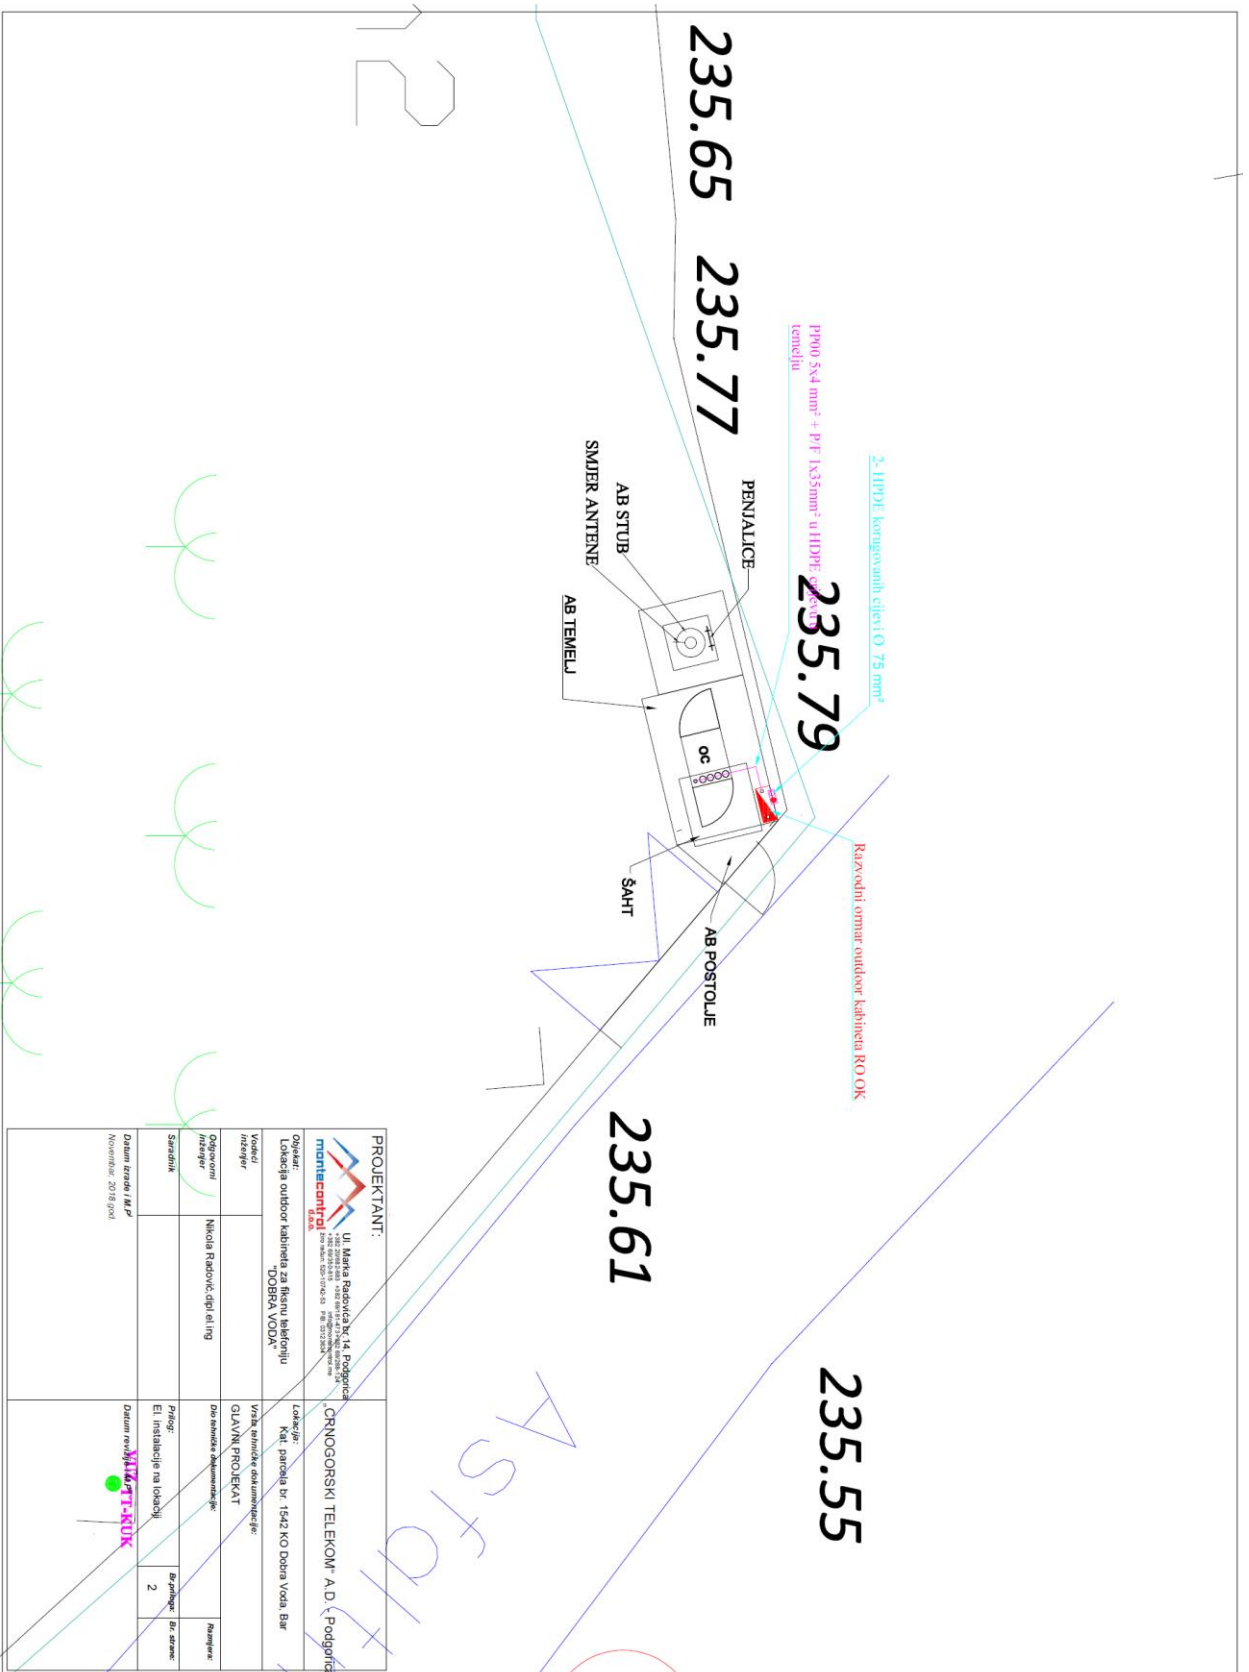 235.65
235.77
235.79
235.61
235.55
2- HPDE korugovanih cijevi O 75 mm²
PP00 5x4 mm² + P/F 1x35mm² u HDPE crijevu u
temelju
Razvodni ormar outdoor kabineta RO OK
PENJALICE
AB STUB
SMJER ANTENE
AB TEMELJ
OC
ŠAHT
AB POSTOLJE
Asfalt
2
PROJEKTANT:
montecontrol
d.o.o.
Ul. Marka Radovića br.14, Podgorica
„CRNOGORSKI TELEKOM" A.D. - Podgorica
Objekat:
Lokacija outdoor kabineta za fiksnu telefoniju
"DOBRA VODA"
Lokacija:
Kat. parcela br. 1542 KO Dobra Voda, Bar
Vodeći
inženjer
Vrsta tehničke dokumentacije:
GLAVNI PROJEKAT
Odgovorni
inženjer
Nikola Radović,dipl.el.ing
Dio tehničke dokumentacije:
Razmjera:
Saradnik
Prilog:
El. instalacije na lokaciji
Br.priloga:
2
Br. strane:
Datum izrade i M.P
Novembar, 2018.god.
Datum revizije i M.P